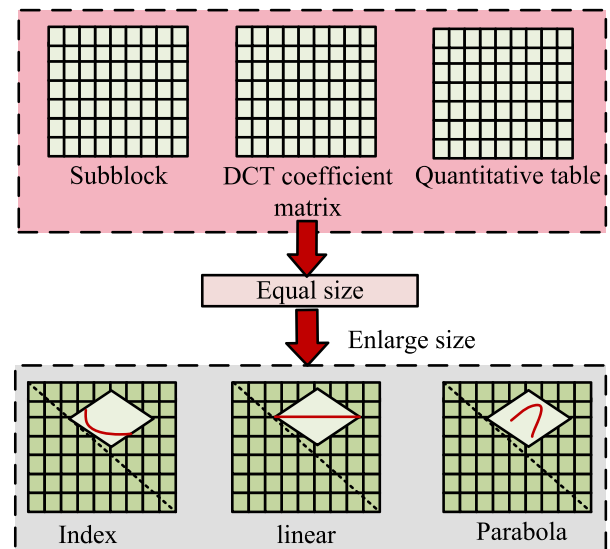 Subblock
DCT coefficient
matrix
Quantitative table
Equal size
Enlarge size
Index
linear
Parabola